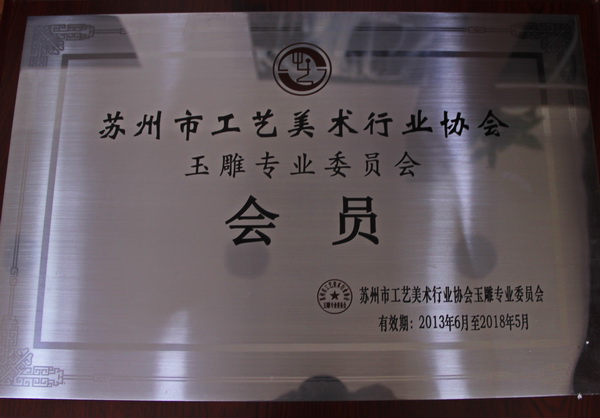 苏州市工艺美术行业协会
玉雕专业委员会
会员
苏州市工艺美术行业协会玉雕专业委员会
有效期：2013年6月至2018年5月